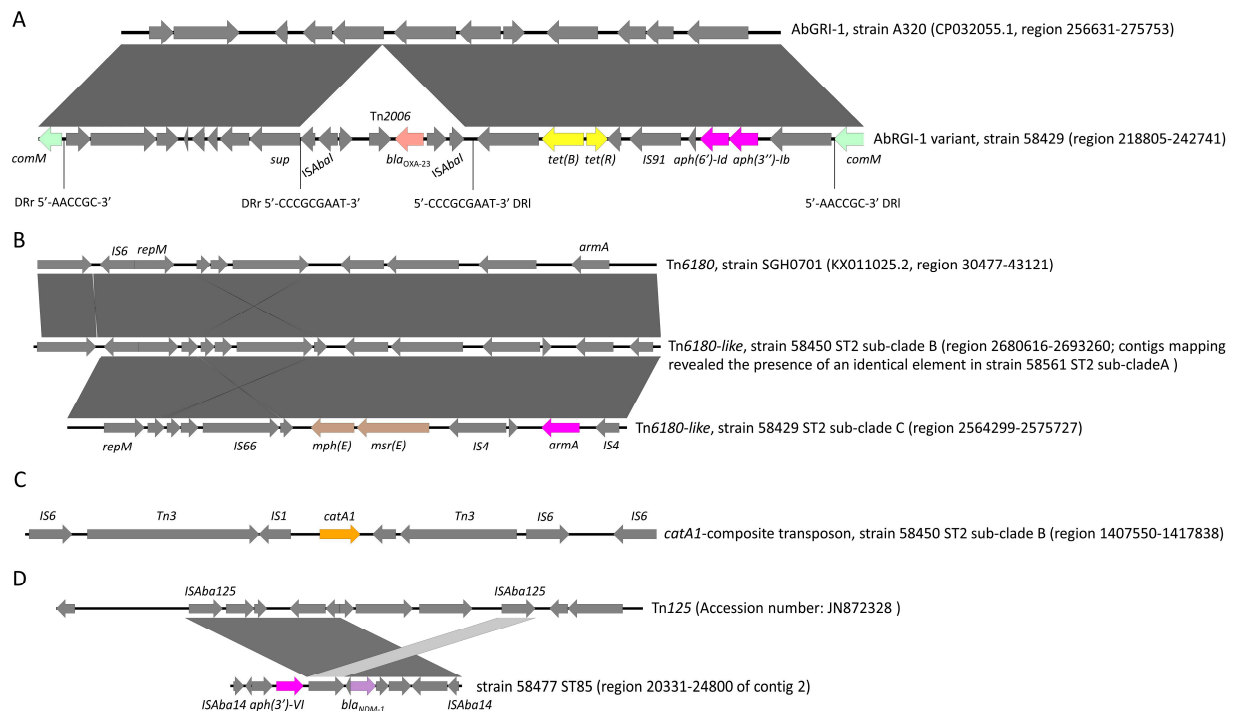 A
AbGRI-1, strain A320 (CP032055.1, region 256631-275753)
Tn2006
AbRGI-1 variant, strain 58429 (region 218805-242741)
comM sup ISAbaI blaOXA-23 ISAbaI tet(B) tet(R) IS91 aph(6')-Id aph(3'')-Ib comM
DRr 5'-AACCGC-3' DRr 5'-CCCGCGAAT-3' 5'-CCCGCGAAT-3' DRl 5'-AACCGC-3' DRl
B
IS6 repM armA
Tn6180, strain SGH0701 (KX011025.2, region 30477-43121)
Tn6180-like, strain 58450 ST2 sub-clade B (region 2680616-2693260; contigs mapping
revealed the presence of an identical element in strain 58561 ST2 sub-cladeA )
Tn6180-like, strain 58429 ST2 sub-clade C (region 2564299-2575727)
repM IS66 mph(E) msr(E) IS4 armA IS4
C
IS6 Tn3 IS1 catA1 Tn3 IS6 IS6
catA1-composite transposon, strain 58450 ST2 sub-clade B (region 1407550-1417838)
D
ISAba125 ISAba125
Tn125 (Accession number: JN872328 )
strain 58477 ST85 (region 20331-24800 of contig 2)
ISAba14 aph(3')-VI blaNDM-1 ISAba14